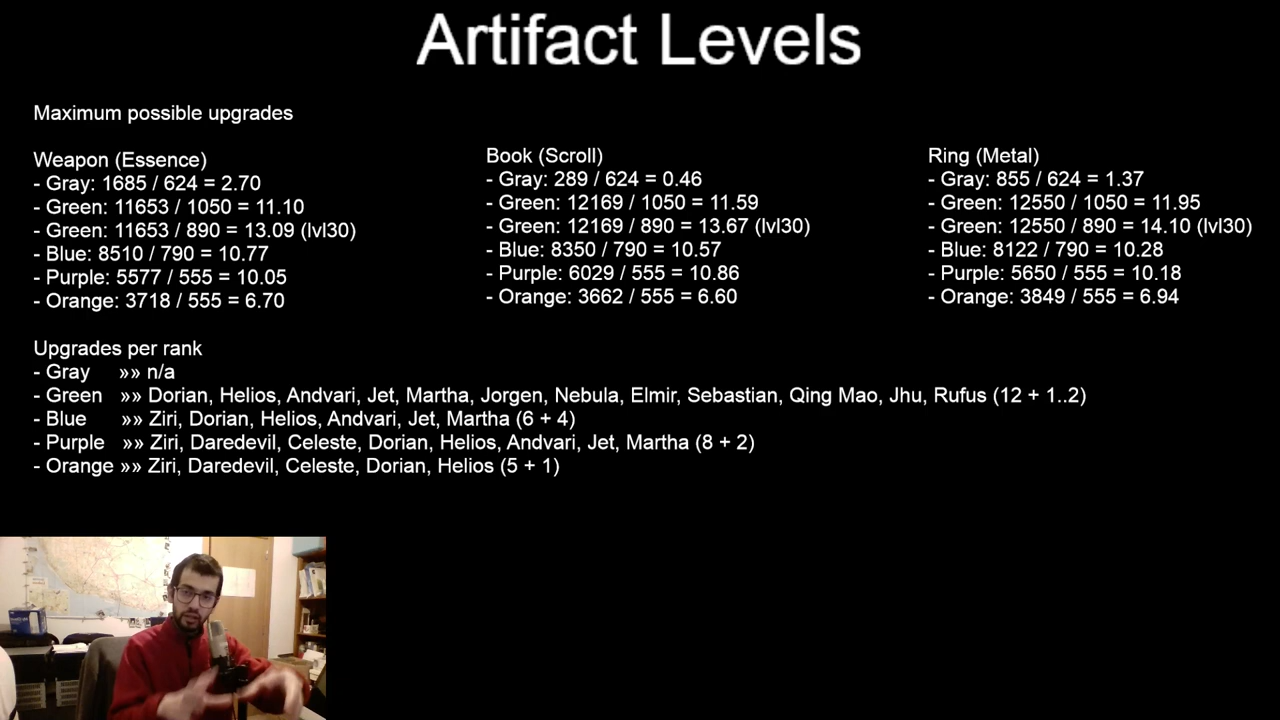 Artifact Levels
Maximum possible upgrades
Weapon (Essence)
- Gray: 1685 / 624 = 2.70
- Green: 11653 / 1050 = 11.10
- Green: 11653 / 890 = 13.09 (lvl30)
- Blue: 8510 / 790 = 10.77
- Purple: 5577 / 555 = 10.05
- Orange: 3718 / 555 = 6.70
Book (Scroll)
- Gray: 289 / 624 = 0.46
- Green: 12169 / 1050 = 11.59
- Green: 12169 / 890 = 13.67 (lvl30)
- Blue: 8350 / 790 = 10.57
- Purple: 6029 / 555 = 10.86
- Orange: 3662 / 555 = 6.60
Ring (Metal)
- Gray: 855 / 624 = 1.37
- Green: 12550 / 1050 = 11.95
- Green: 12550 / 890 = 14.10 (lvl30)
- Blue: 8122 / 790 = 10.28
- Purple: 5650 / 555 = 10.18
- Orange: 3849 / 555 = 6.94
Upgrades per rank
- Gray »» n/a
- Green »» Dorian, Helios, Andvari, Jet, Martha, Jorgen, Nebula, Elmir, Sebastian, Qing Mao, Jhu, Rufus (12 + 1..2)
- Blue »» Ziri, Dorian, Helios, Andvari, Jet, Martha (6 + 4)
- Purple »» Ziri, Daredevil, Celeste, Dorian, Helios, Andvari, Jet, Martha (8 + 2)
- Orange »» Ziri, Daredevil, Celeste, Dorian, Helios (5 + 1)